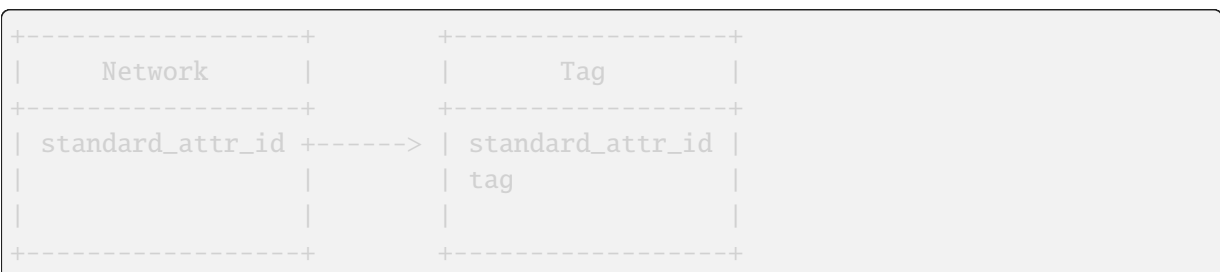 +------------------+        +-------------------+
|     Network      |        |       Tag         |
+------------------+        +-------------------+
| standard_attr_id +------> | standard_attr_id |
|                  |        | tag               |
|                  |        |                   |
+------------------+        +-------------------+